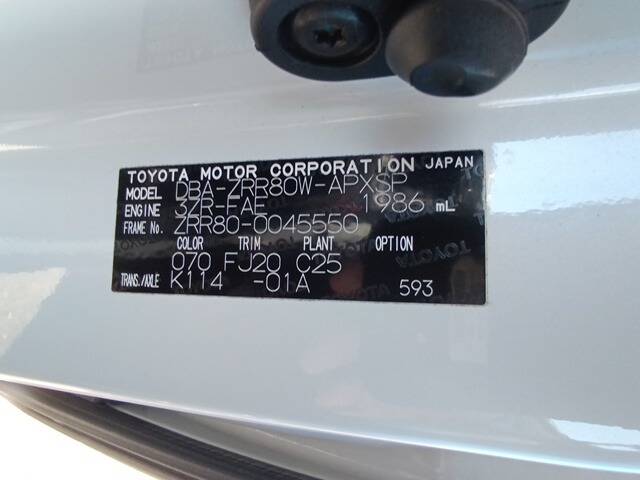 TOYOTA MOTOR CORPORATION JAPAN
MODEL DBA-ZRR80W-APXSP
ENGINE 3ZR-FAE 1986 mL
FRAME No. ZRR80-0045550
COLOR TRIM PLANT OPTION
070 FJ20 C25
TRANS./AXLE K114 -01A 593